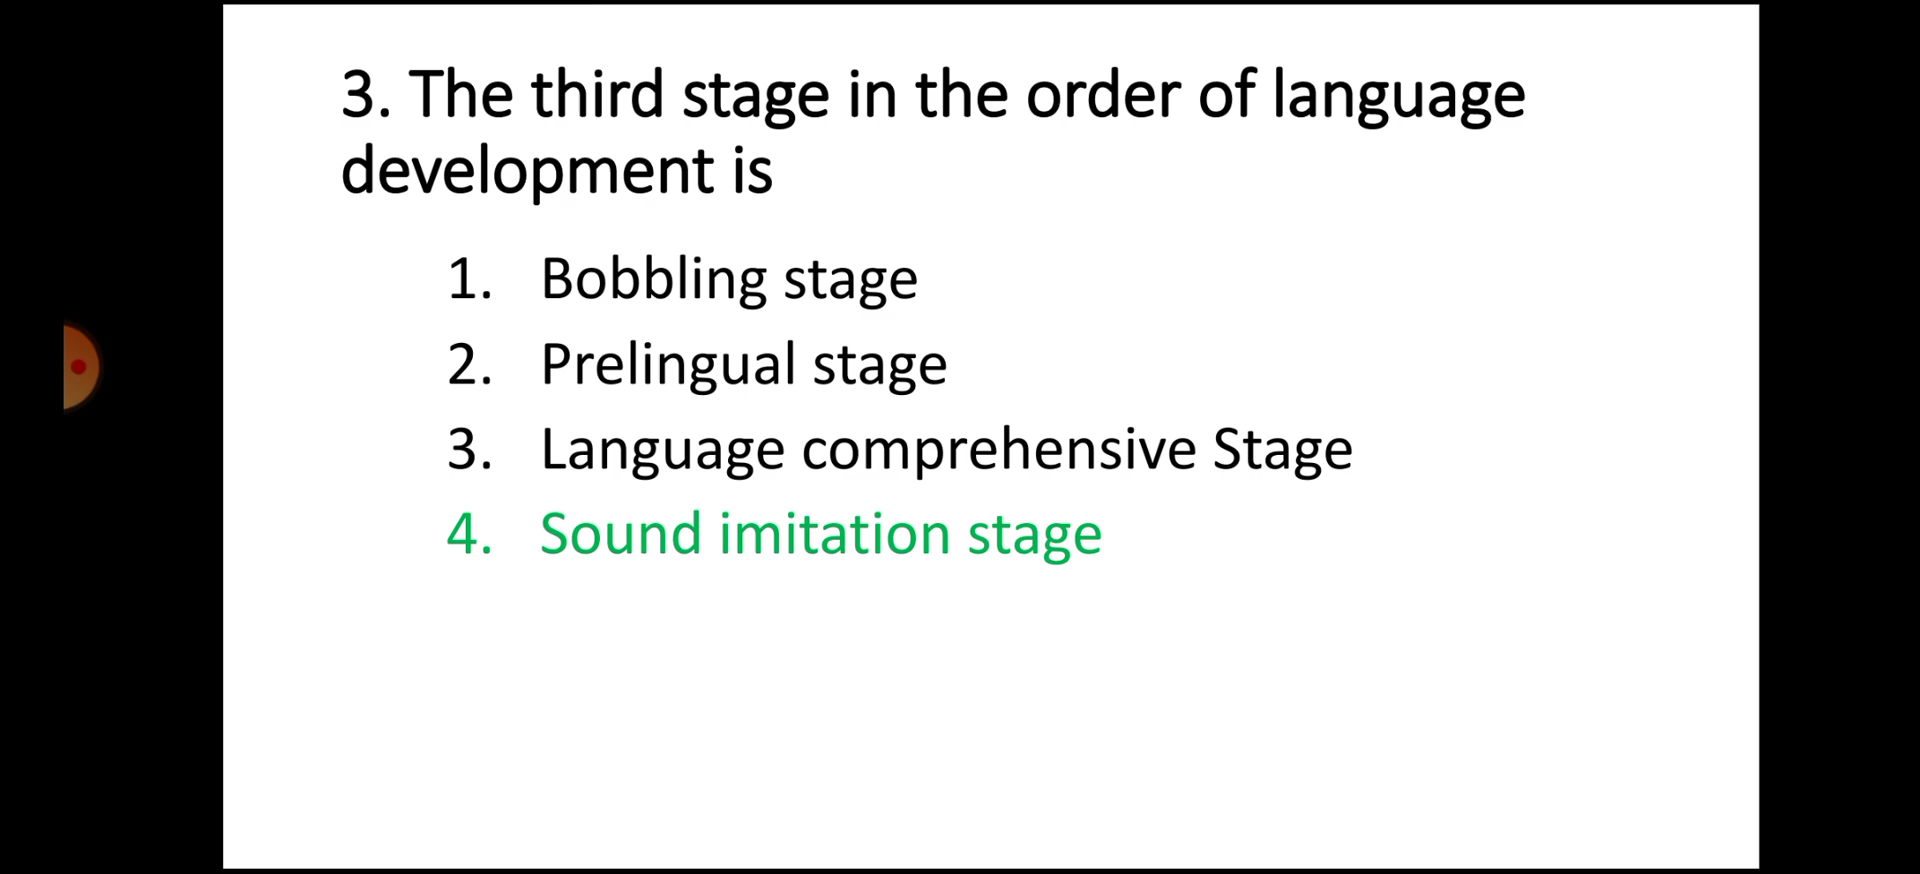 3. The third stage in the order of language
development is
1. Bobbling stage
2. Prelingual stage
3. Language comprehensive Stage
4. Sound imitation stage